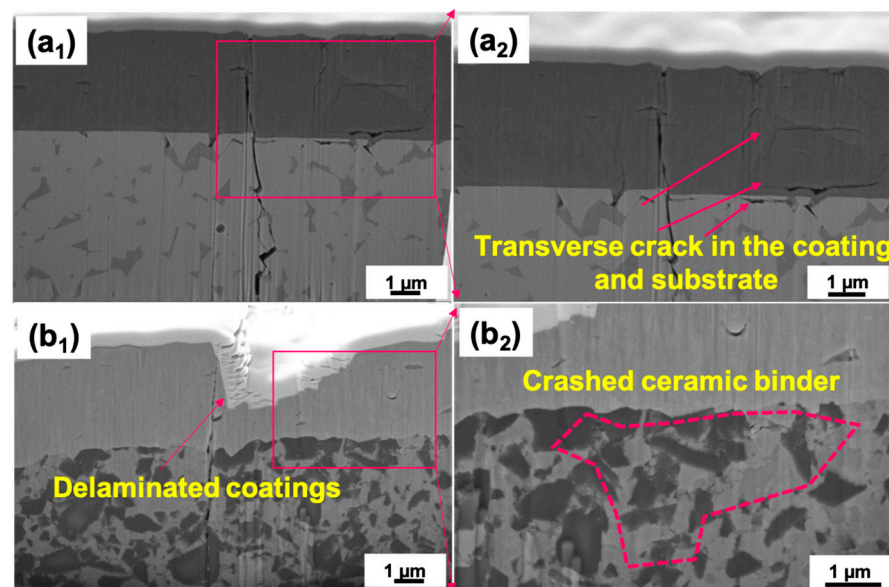 (a1)
(a2)
Transverse crack in the coating
and substrate
1 µm
1 µm
(b1)
(b2)
Crashed ceramic binder
Delaminated coatings
1 µm
1 µm